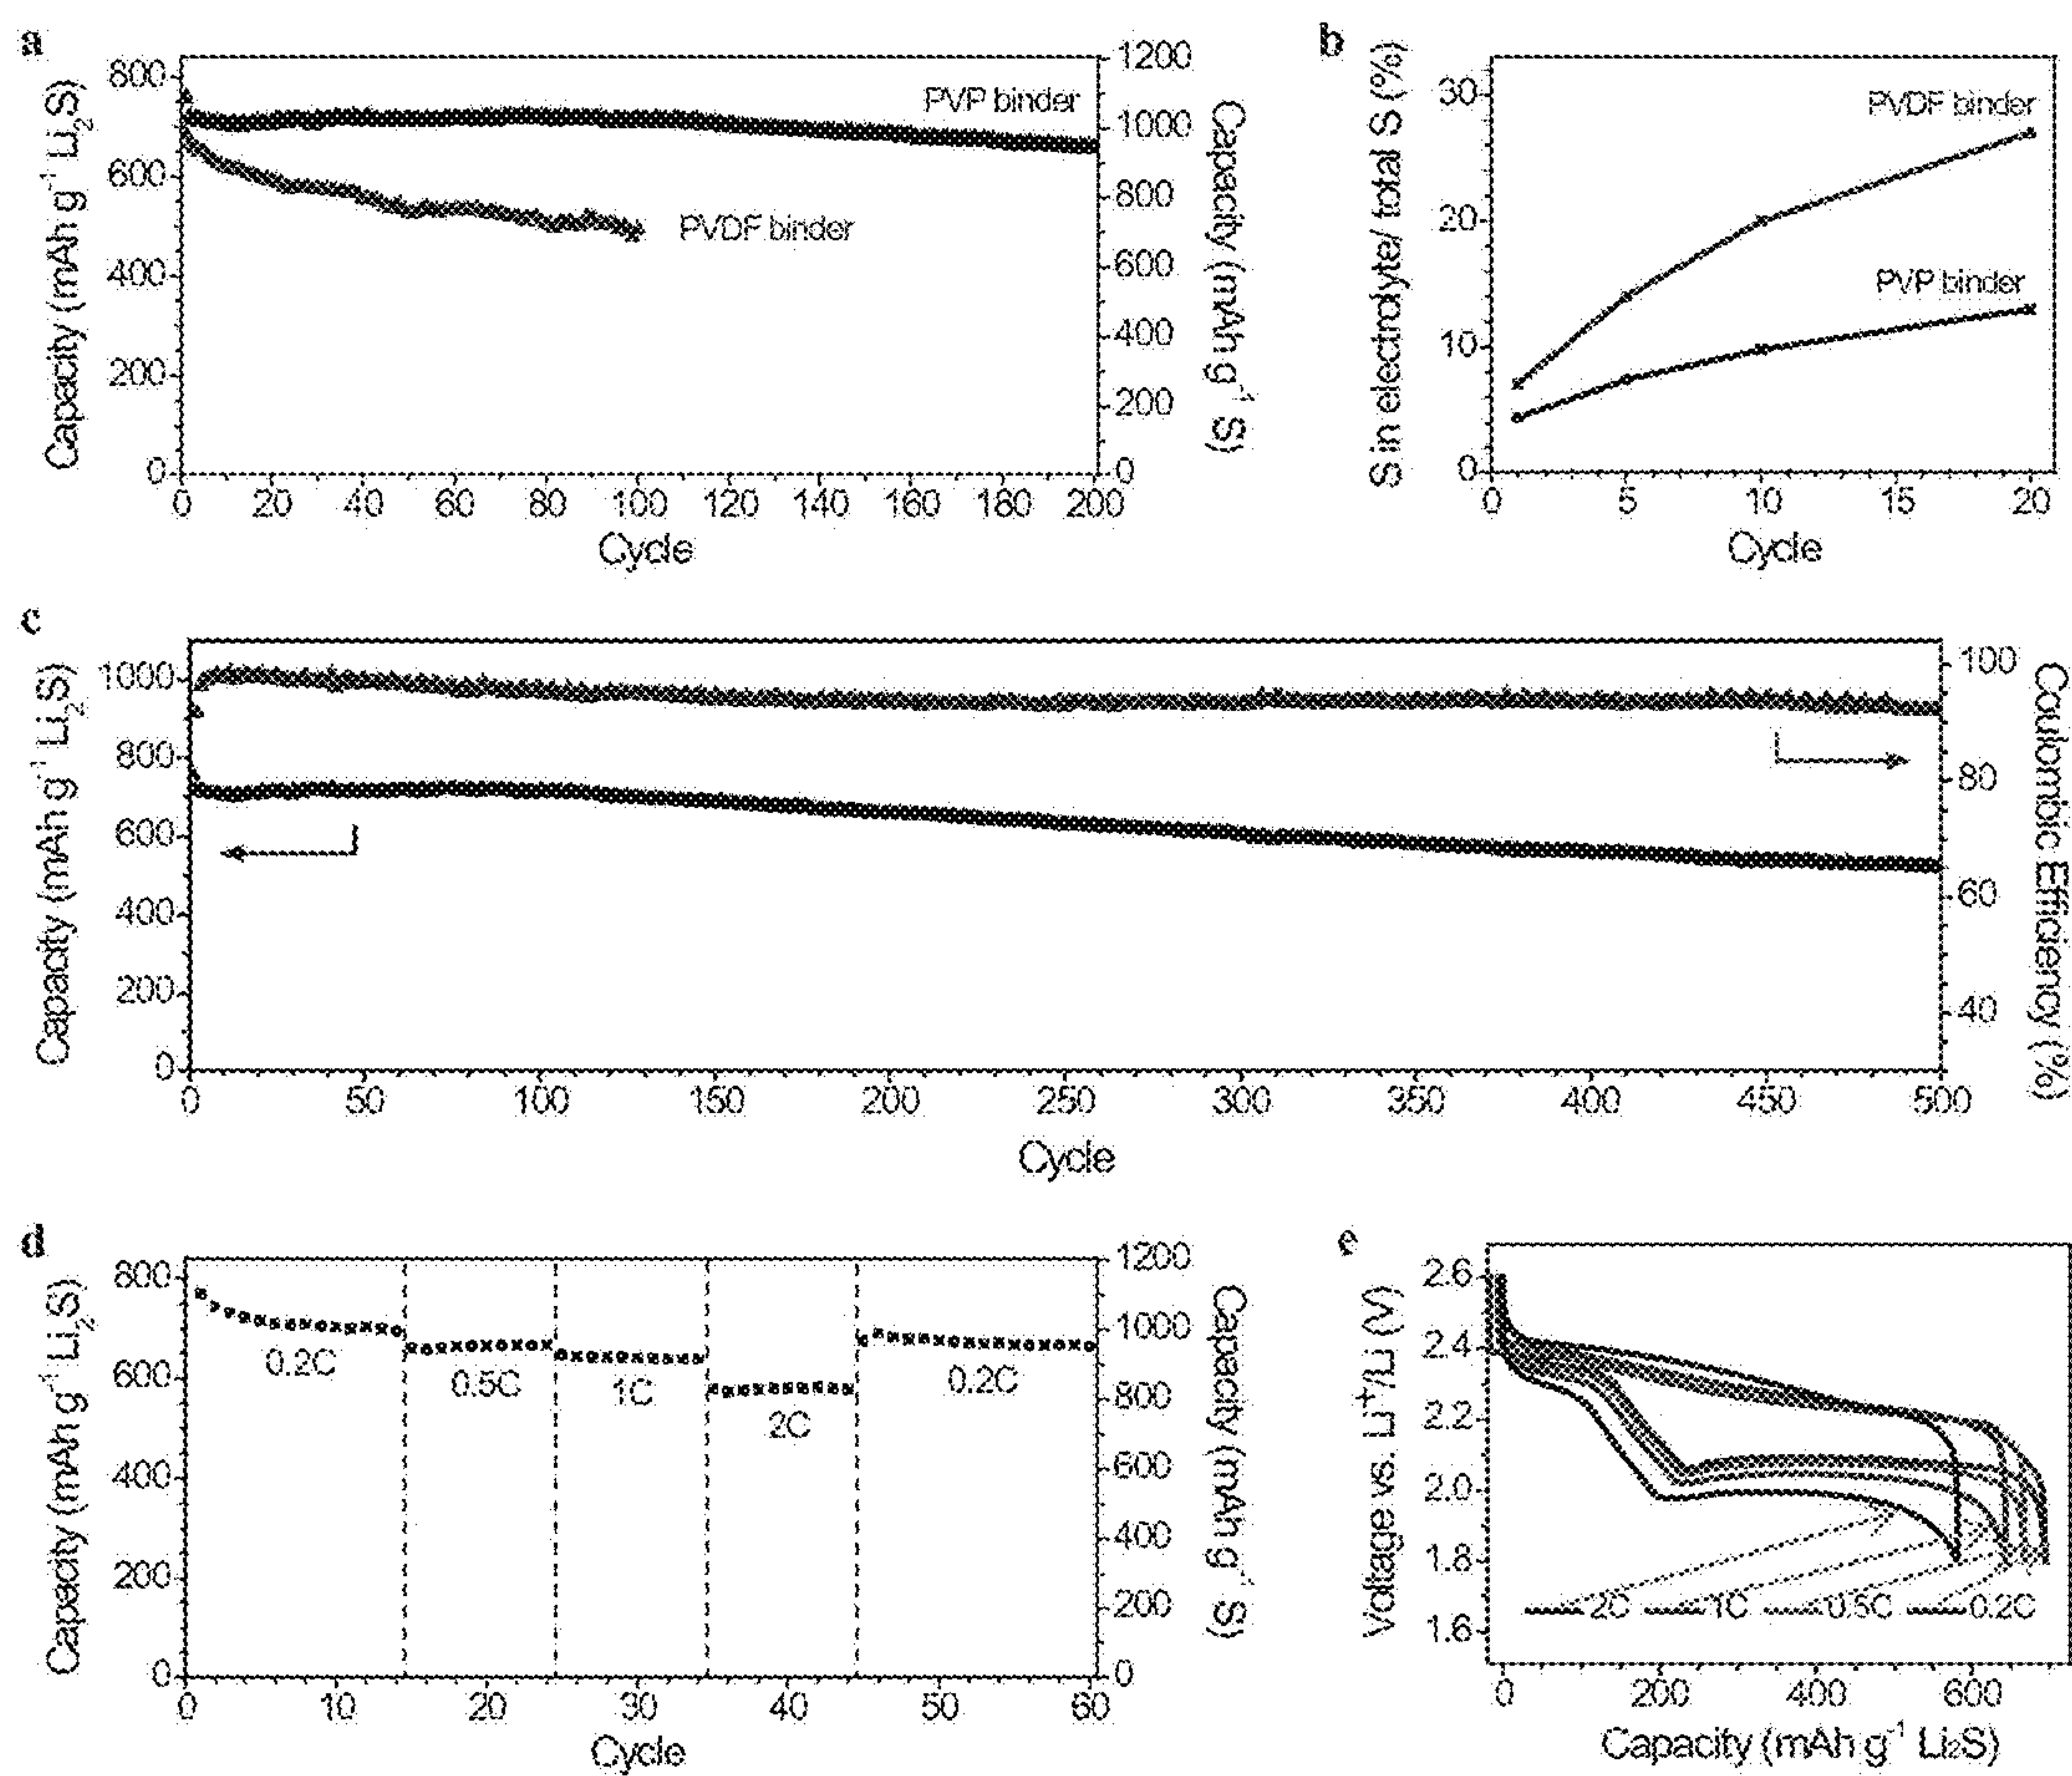 a
Capacity (mAh g⁻¹ Li₂S)
800
600
400
200
0
0 20 40 60 80 100 120 140 160 180 200
Cycle
PVP binder
PVDF binder
1200
1000
800
600
400
200
0
Capacity (mAh g⁻¹ S)
b
S in electrolyte/ total S (%)
30
20
10
0
0 5 10 15 20
Cycle
PVDF binder
PVP binder
c
Capacity (mAh g⁻¹ Li₂S)
1000
800
600
400
200
0
0 50 100 150 200 250 300 350 400 450 500
Cycle
100
80
60
40
Coulombic Efficiency (%)
d
Capacity (mAh g⁻¹ Li₂S)
800
600
400
200
0
0 10 20 30 40 50 60
Cycle
0.2C
0.5C
1C
2C
0.2C
1200
1000
800
600
400
200
0
Capacity (mAh g⁻¹ S)
e
Voltage vs. Li⁺/Li (V)
2.6
2.4
2.2
2.0
1.8
1.6
2C 1C 0.5C 0.2C
0 200 400 600
Capacity (mAh g⁻¹ Li₂S)